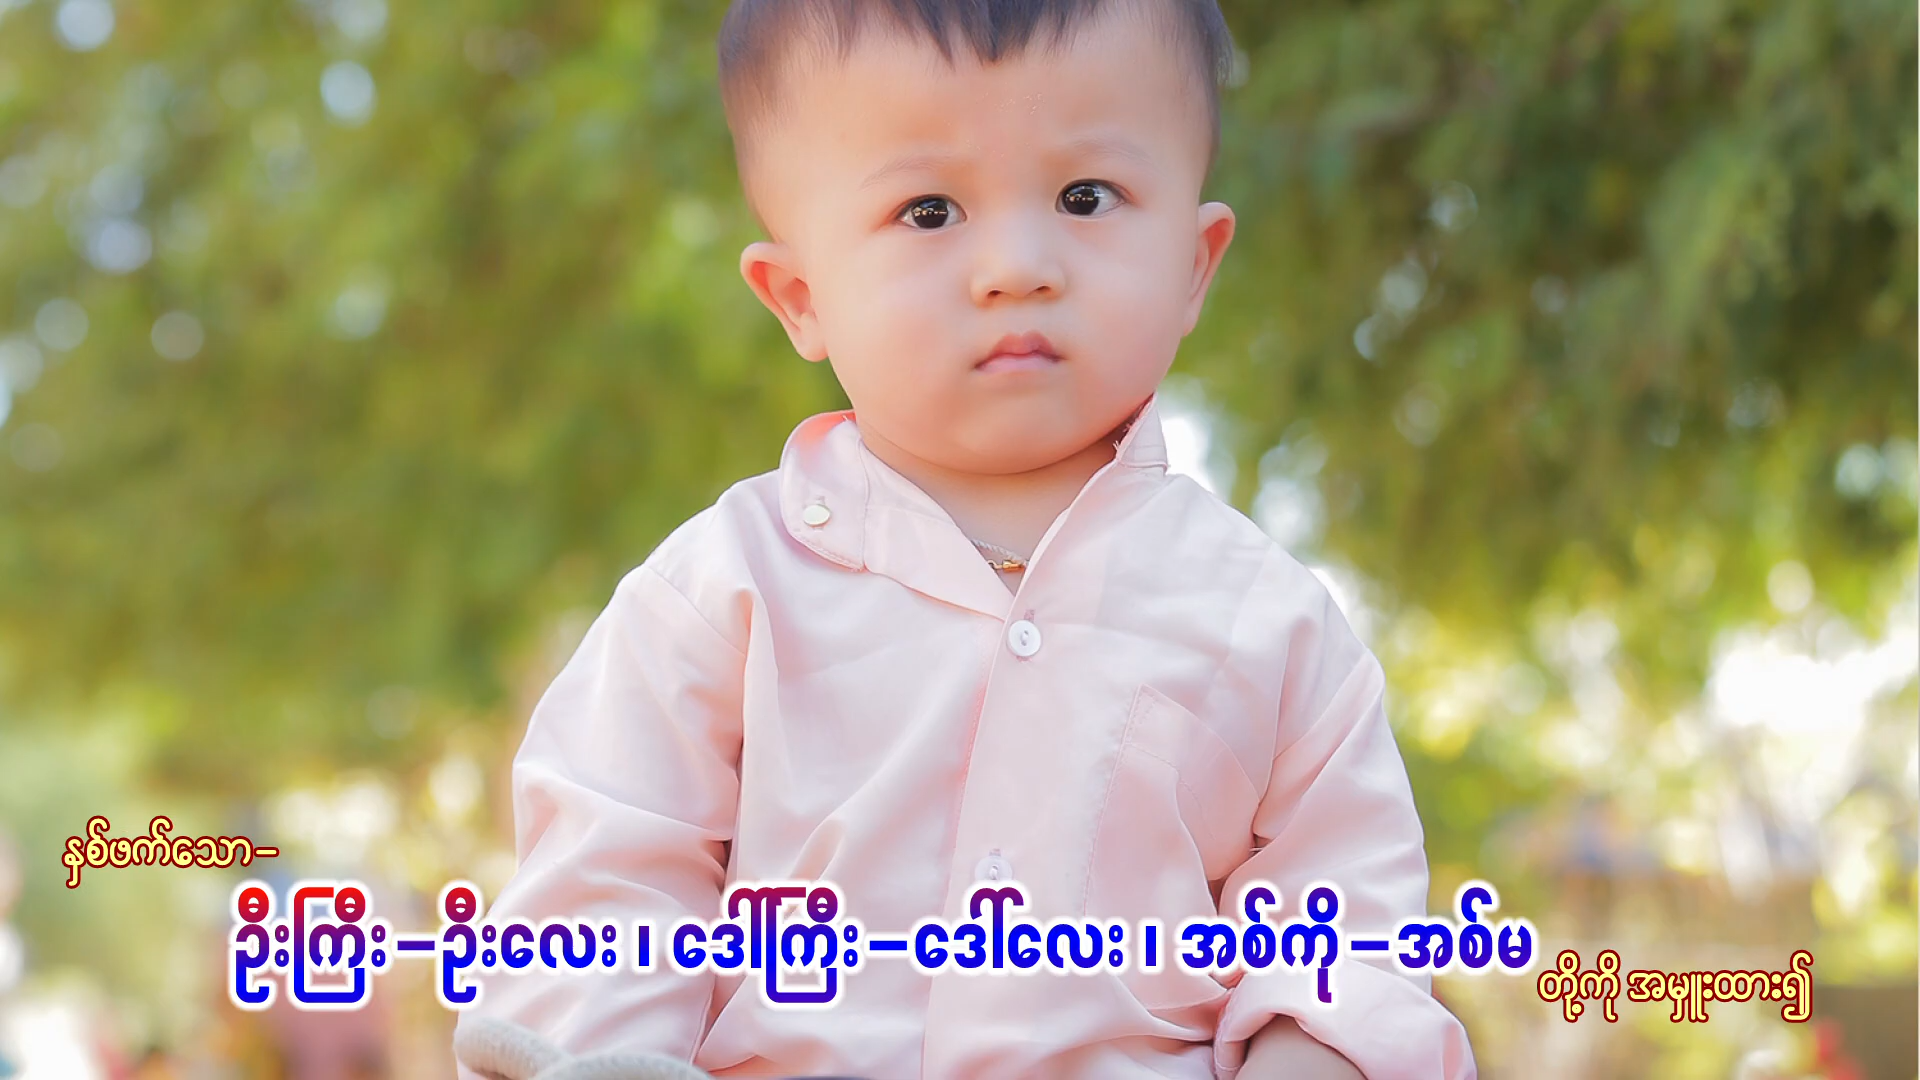 နှစ်ဖက်သော–
ဦးကြီး–ဦးလေး၊ ဒေါ်ကြီး–ဒေါ်လေး၊ အစ်ကို–အစ်မ
တို့ကို အမှူးထား၍